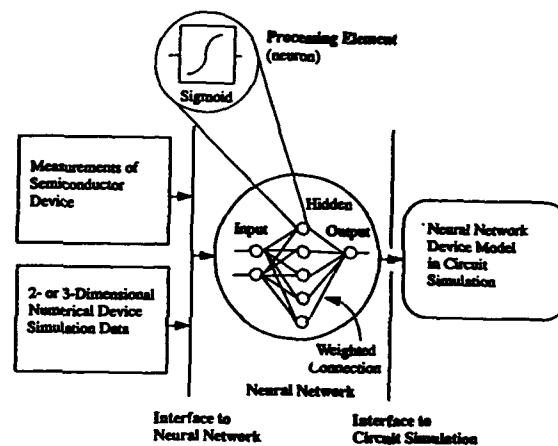 Processing Element
(neuron)
Sigmoid
Measurements of
Semiconductor
Device
2- or 3-Dimensional
Numerical Device
Simulation Data
Hidden
Input
Output
Weighted
Connection
Neural Network
Neural Network
Device Model
in Circuit
Simulation
Interface to
Neural Network
Interface to
Circuit Simulation